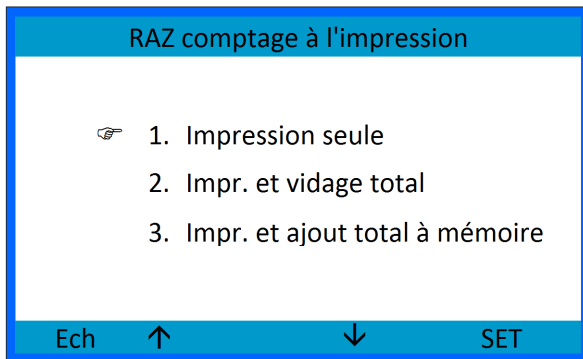 RAZ comptage à l'impression
☞ 1. Impression seule
2. Impr. et vidage total
3. Impr. et ajout total à mémoire
Ech ↑ ↓ SET